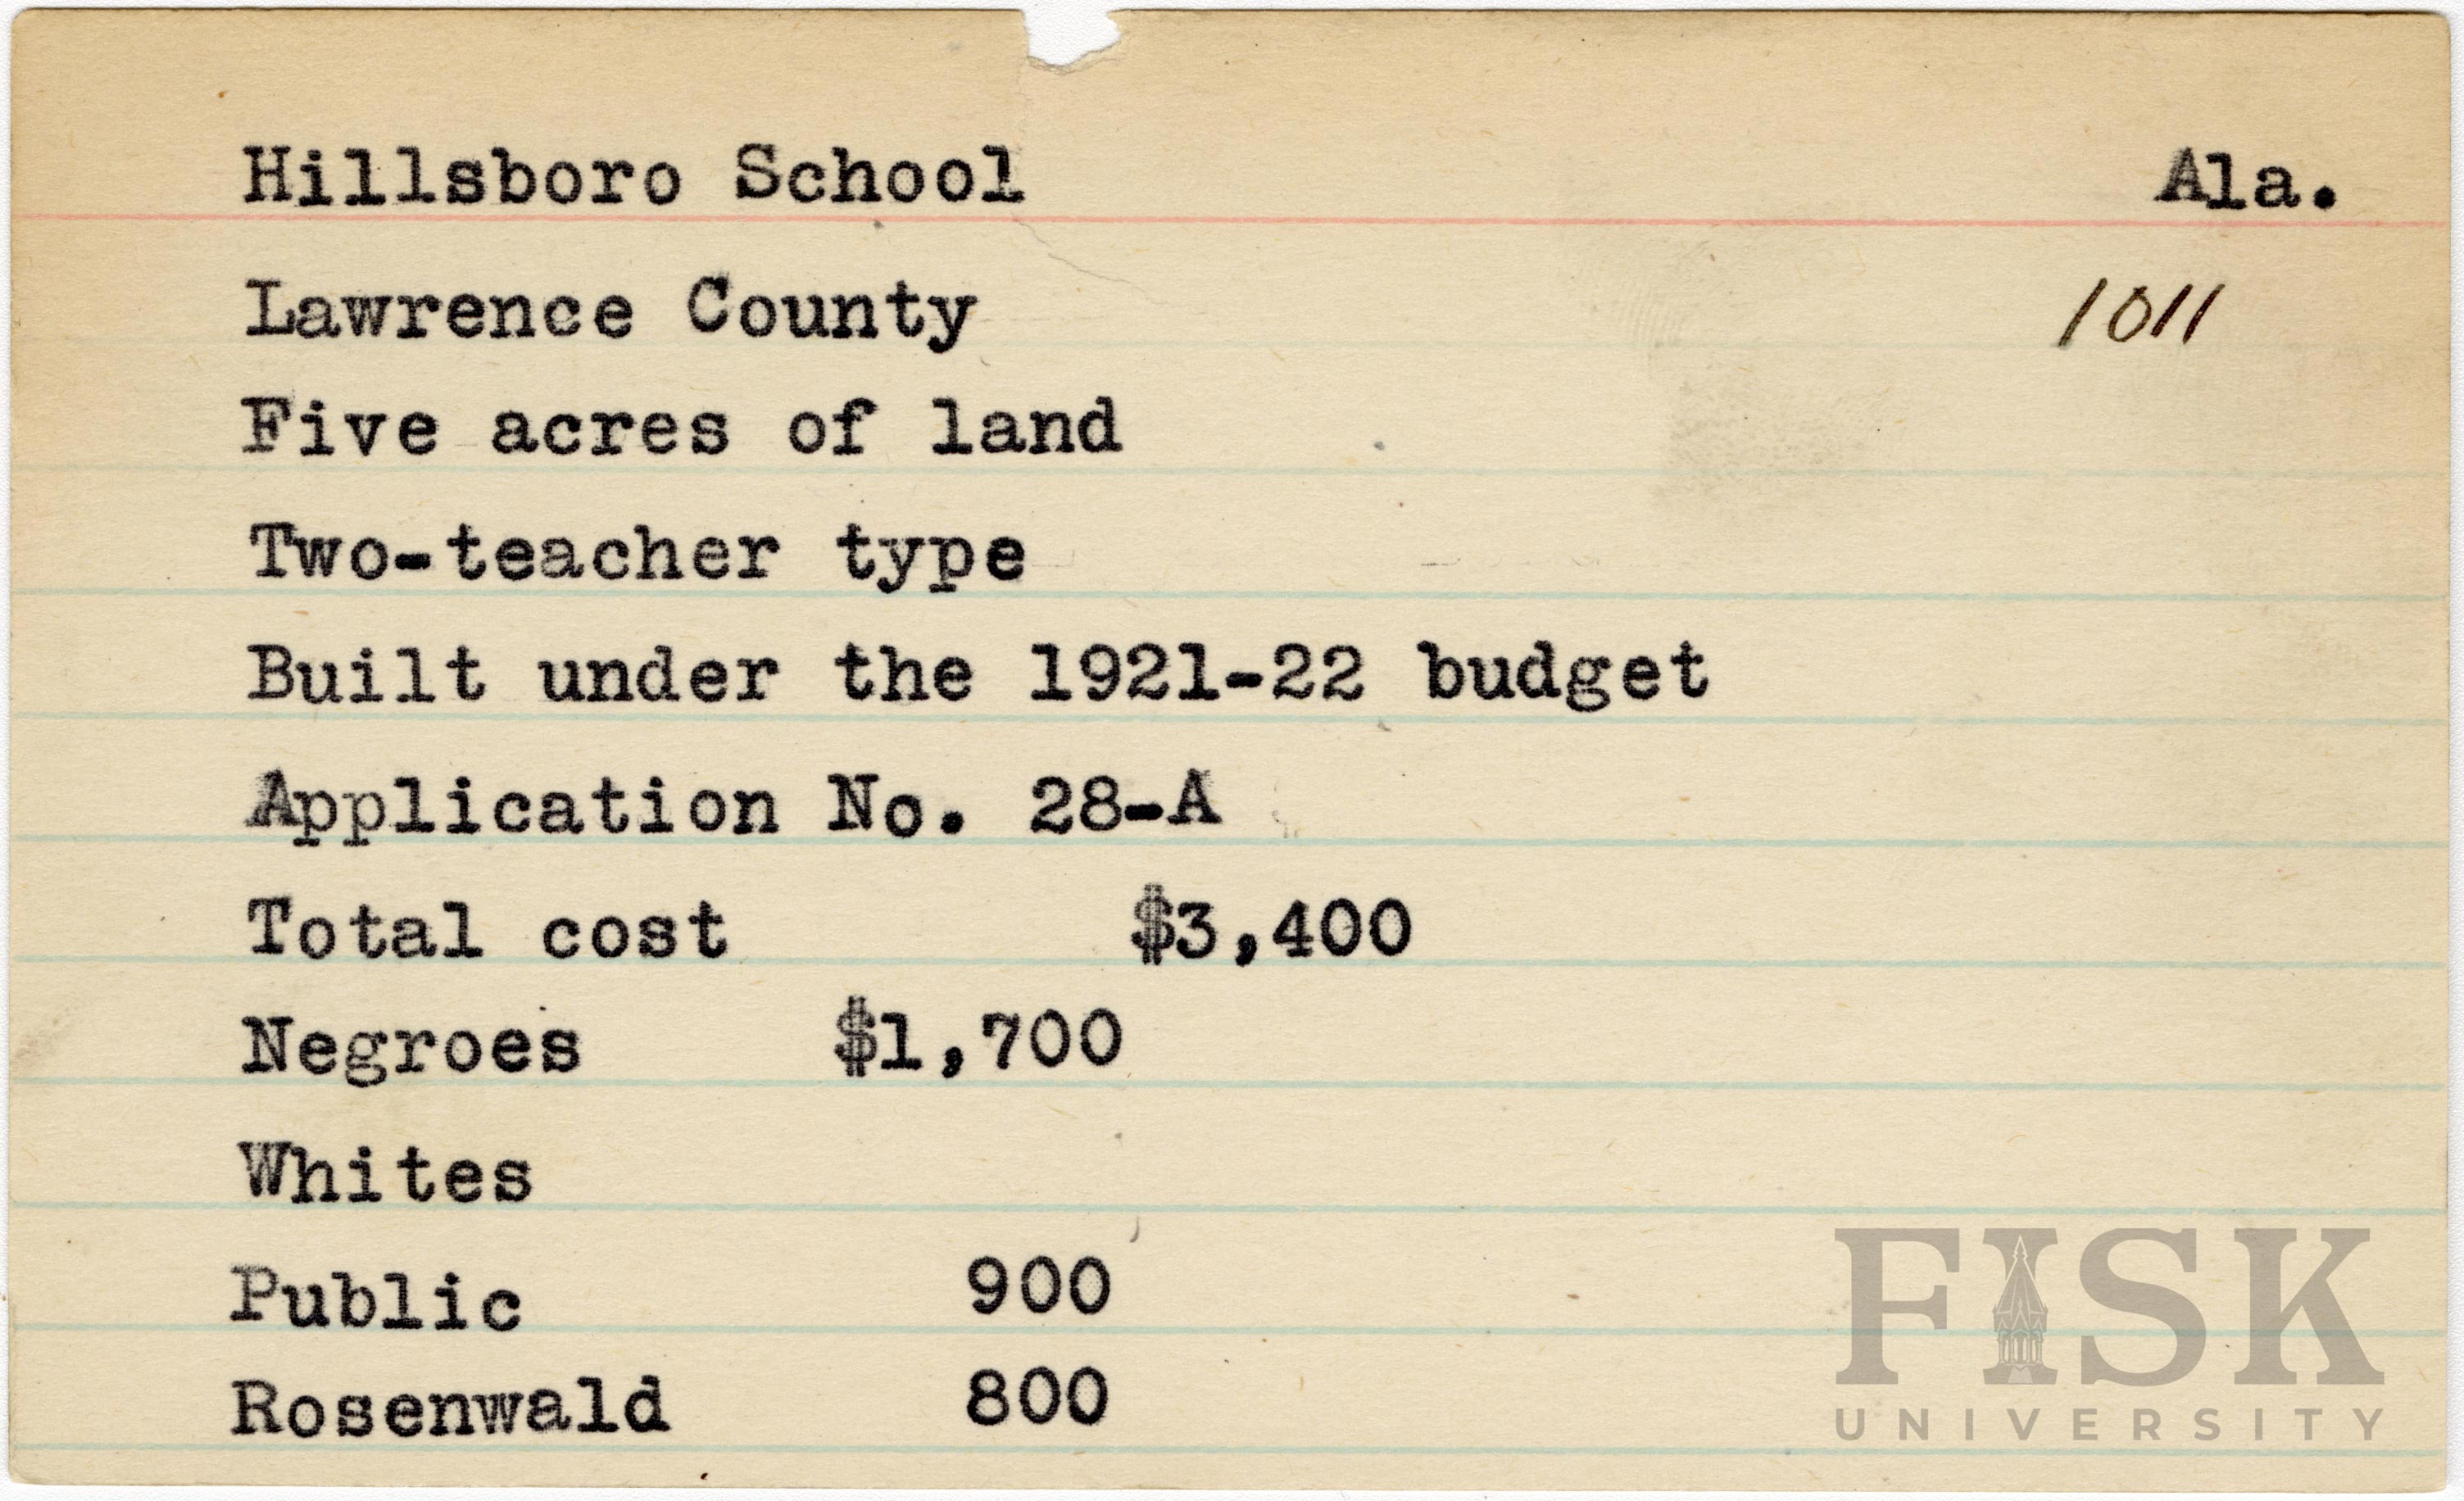 Hillsboro School Ala.
Lawrence County 1011
Five acres of land
Two-teacher type
Built under the 1921-22 budget
Application No. 28-A
Total cost $3,400
Negroes $1,700
Whites
Public 900
Rosenwald 800
FISK
UNIVERSITY